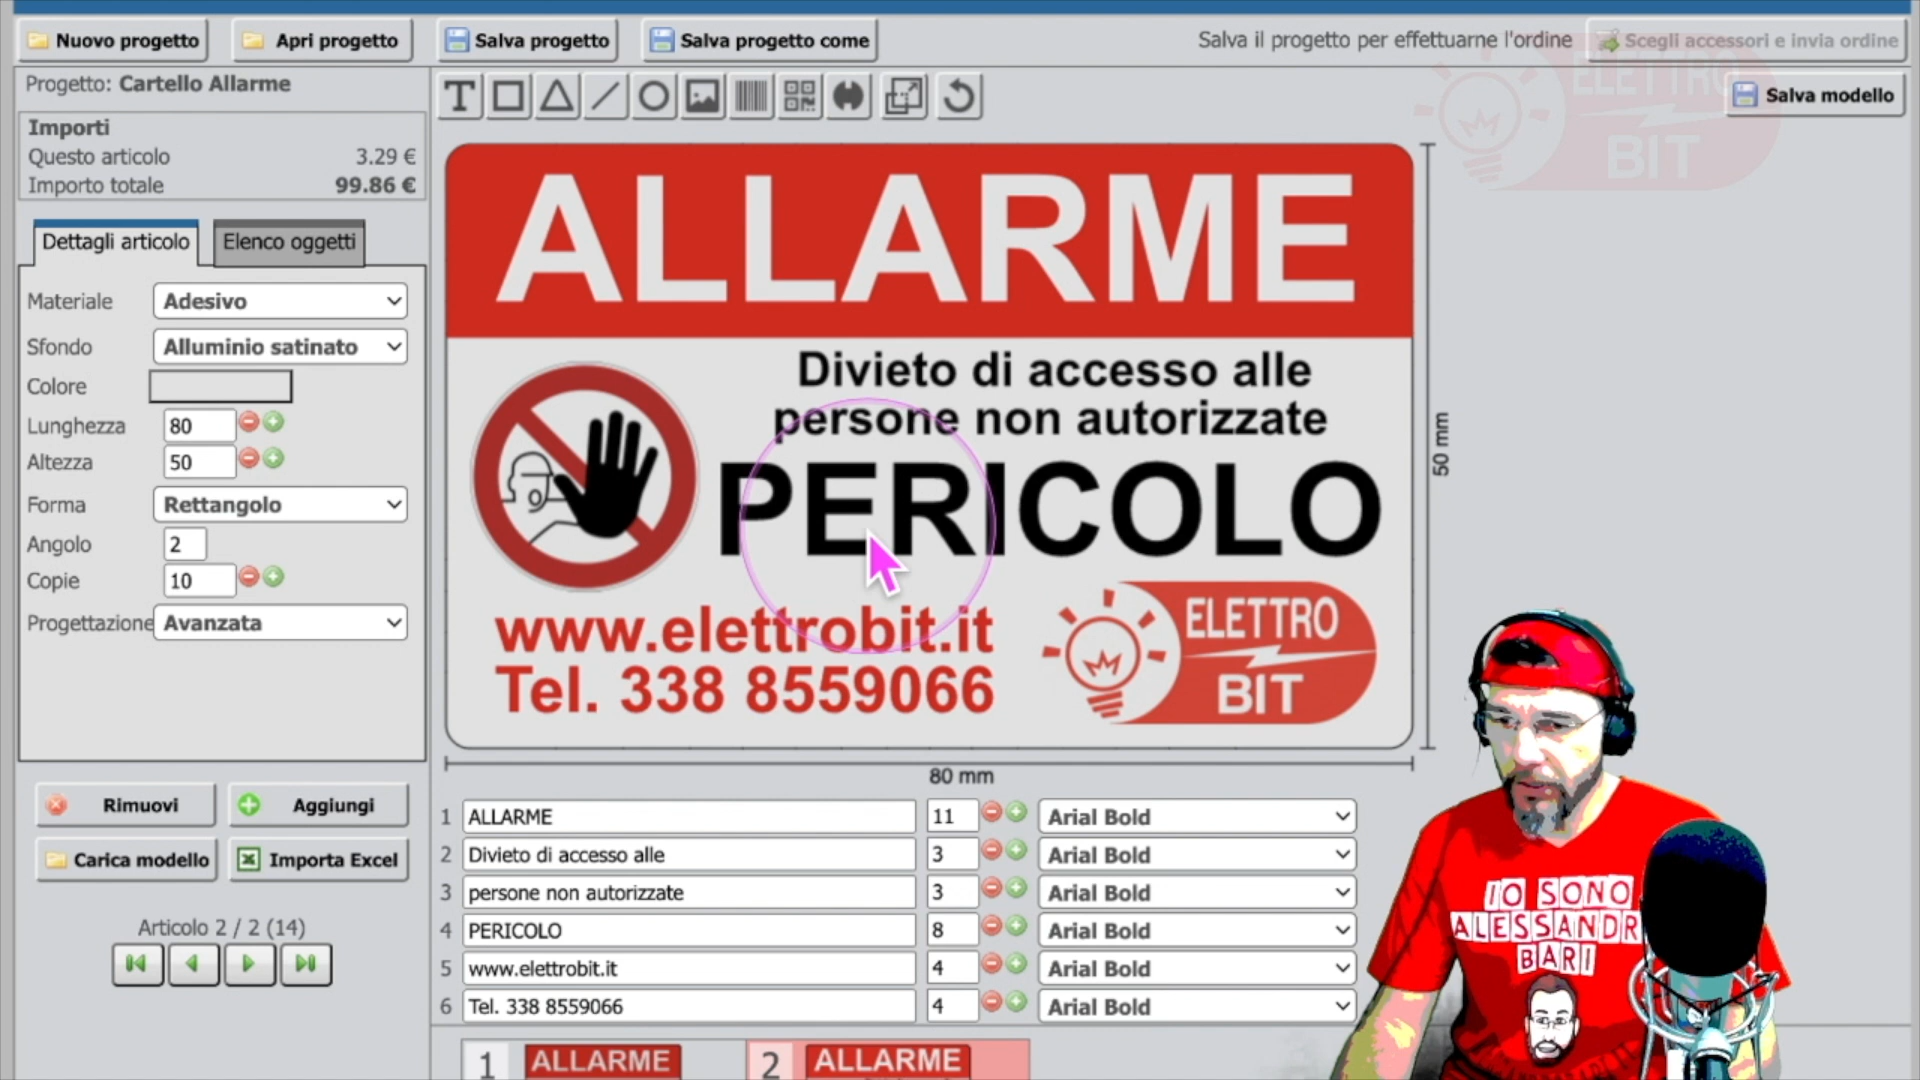 Nuovo progetto
Apri progetto
Salva progetto
Salva progetto come
Salva il progetto per effettuarne l'ordine
Scegli accessori e invia ordine
Progetto: Cartello Allarme
Salva modello
ELETTRO
BIT
Importi
Questo articolo 3.29 €
Importo totale 99.86 €
Dettagli articolo
Elenco oggetti
Materiale Adesivo
Sfondo Alluminio satinato
Colore
Lunghezza 80
Altezza 50
Forma Rettangolo
Angolo 2
Copie 10
Progettazione Avanzata
Rimuovi
Aggiungi
Carica modello
Importa Excel
Articolo 2 / 2 (14)
ALLARME
Divieto di accesso alle
persone non autorizzate
PERICOLO
www.elettrobit.it
Tel. 338 8559066
ELETTRO
BIT
50 mm
80 mm
1 ALLARME 11 Arial Bold
2 Divieto di accesso alle 3 Arial Bold
3 persone non autorizzate 3 Arial Bold
4 PERICOLO 8 Arial Bold
5 www.elettrobit.it 4 Arial Bold
6 Tel. 338 8559066 4 Arial Bold
1 ALLARME
2 ALLARME
IO SONO
ALESSANDR
BARI